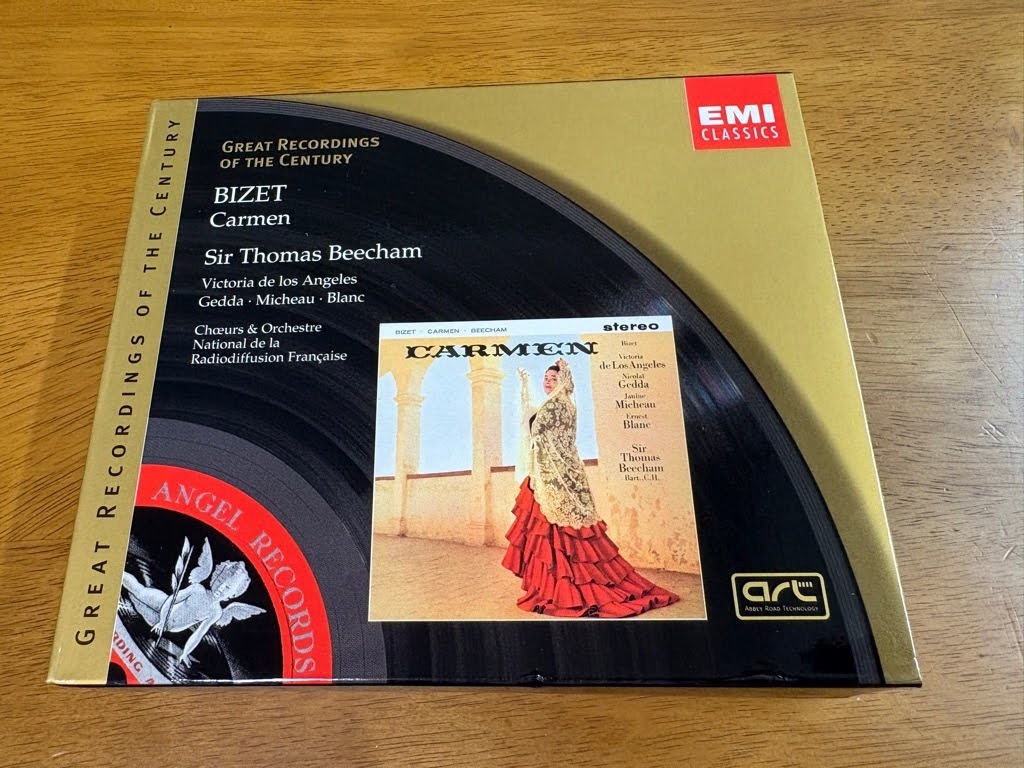 GREAT RECORDINGS OF THE CENTURY
EMI
CLASSICS
GREAT RECORDINGS
OF THE CENTURY
BIZET
Carmen
Sir Thomas Beecham
Victoria de los Angeles
Gedda · Micheau · Blanc
Chœurs & Orchestre
National de la
Radiodiffusion Française
BIZET · CARMEN · BEECHAM
stereo
CARMEN
Bizet
Victoria
de Los Angeles
Nicolai
Gedda
Janine
Micheau
Ernest
Blanc
Sir
Thomas
Beecham
Bart., C.H.
ANGEL RECORDS
art
ABBEY ROAD TECHNOLOGY